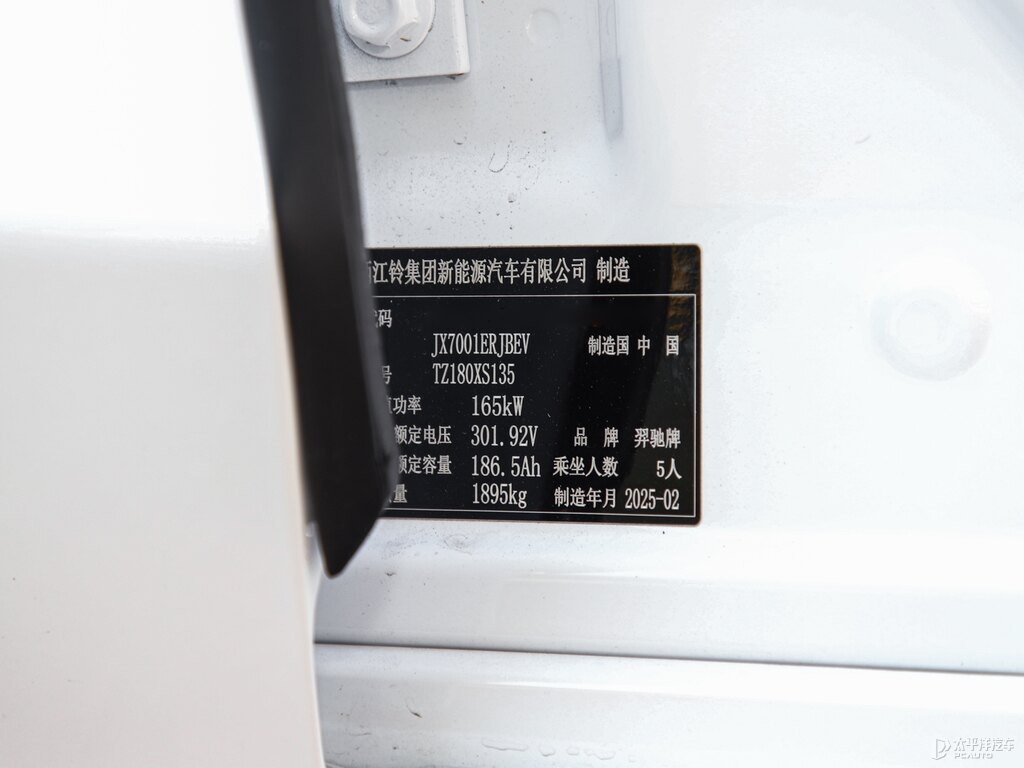 江铃集团新能源汽车有限公司 制造
码
JX7001ERJBEV 制造国 中 国
号 TZ180XS135
功率 165kW
额定电压 301.92V 品 牌 羿驰牌
额定容量 186.5Ah 乘坐人数 5人
量 1895kg 制造年月 2025-02
太平洋汽车
PCAUTO